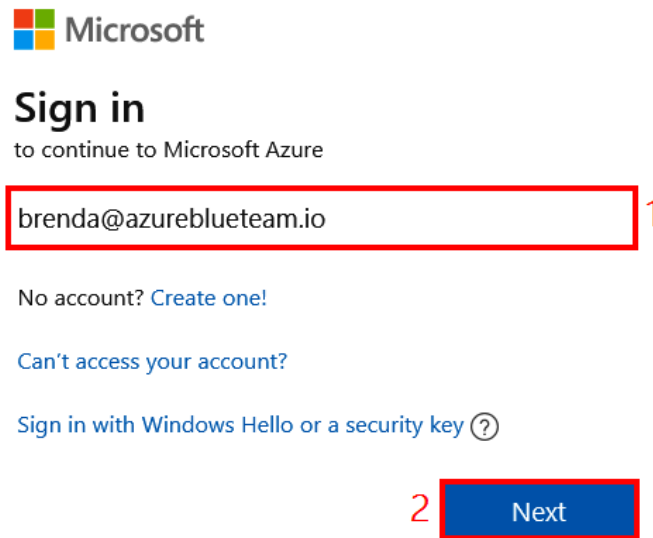 Microsoft
Sign in
to continue to Microsoft Azure
brenda@azureblueteam.io 1
No account? Create one!
Can't access your account?
Sign in with Windows Hello or a security key ?
2 Next